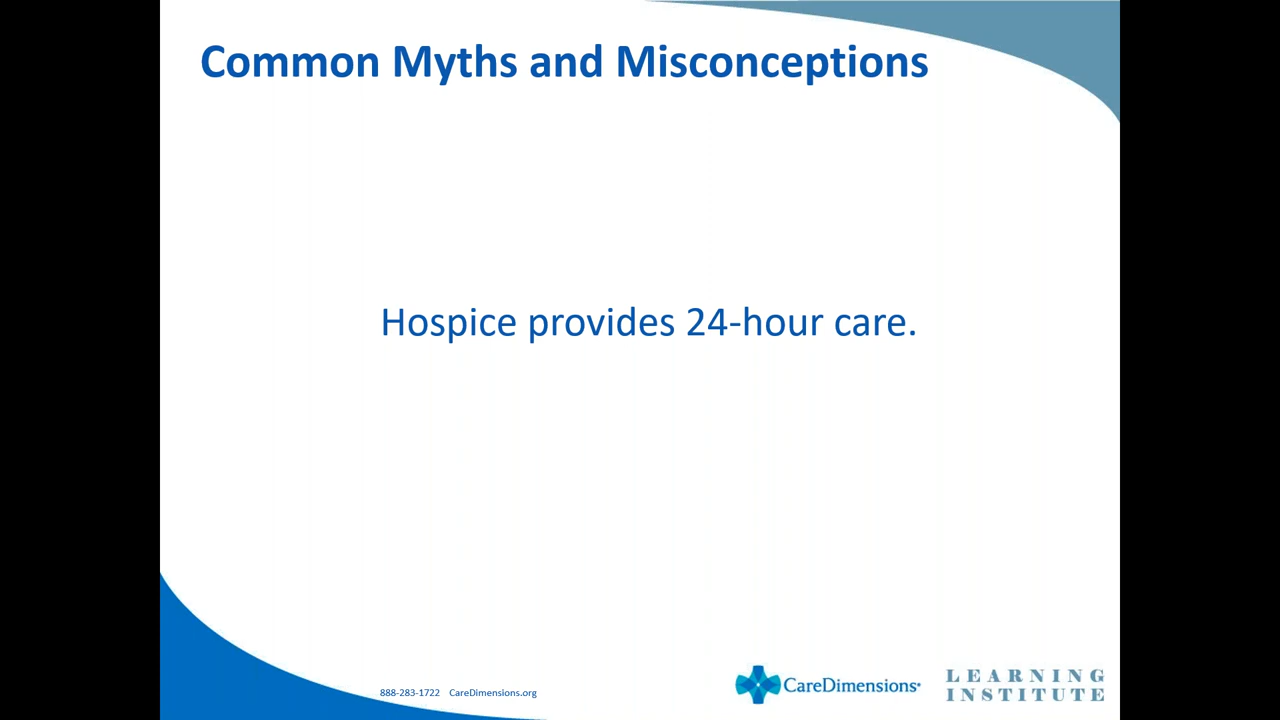 Common Myths and Misconceptions
Hospice provides 24-hour care.
888-283-1722 CareDimensions.org
CareDimensions
LEARNING
INSTITUTE